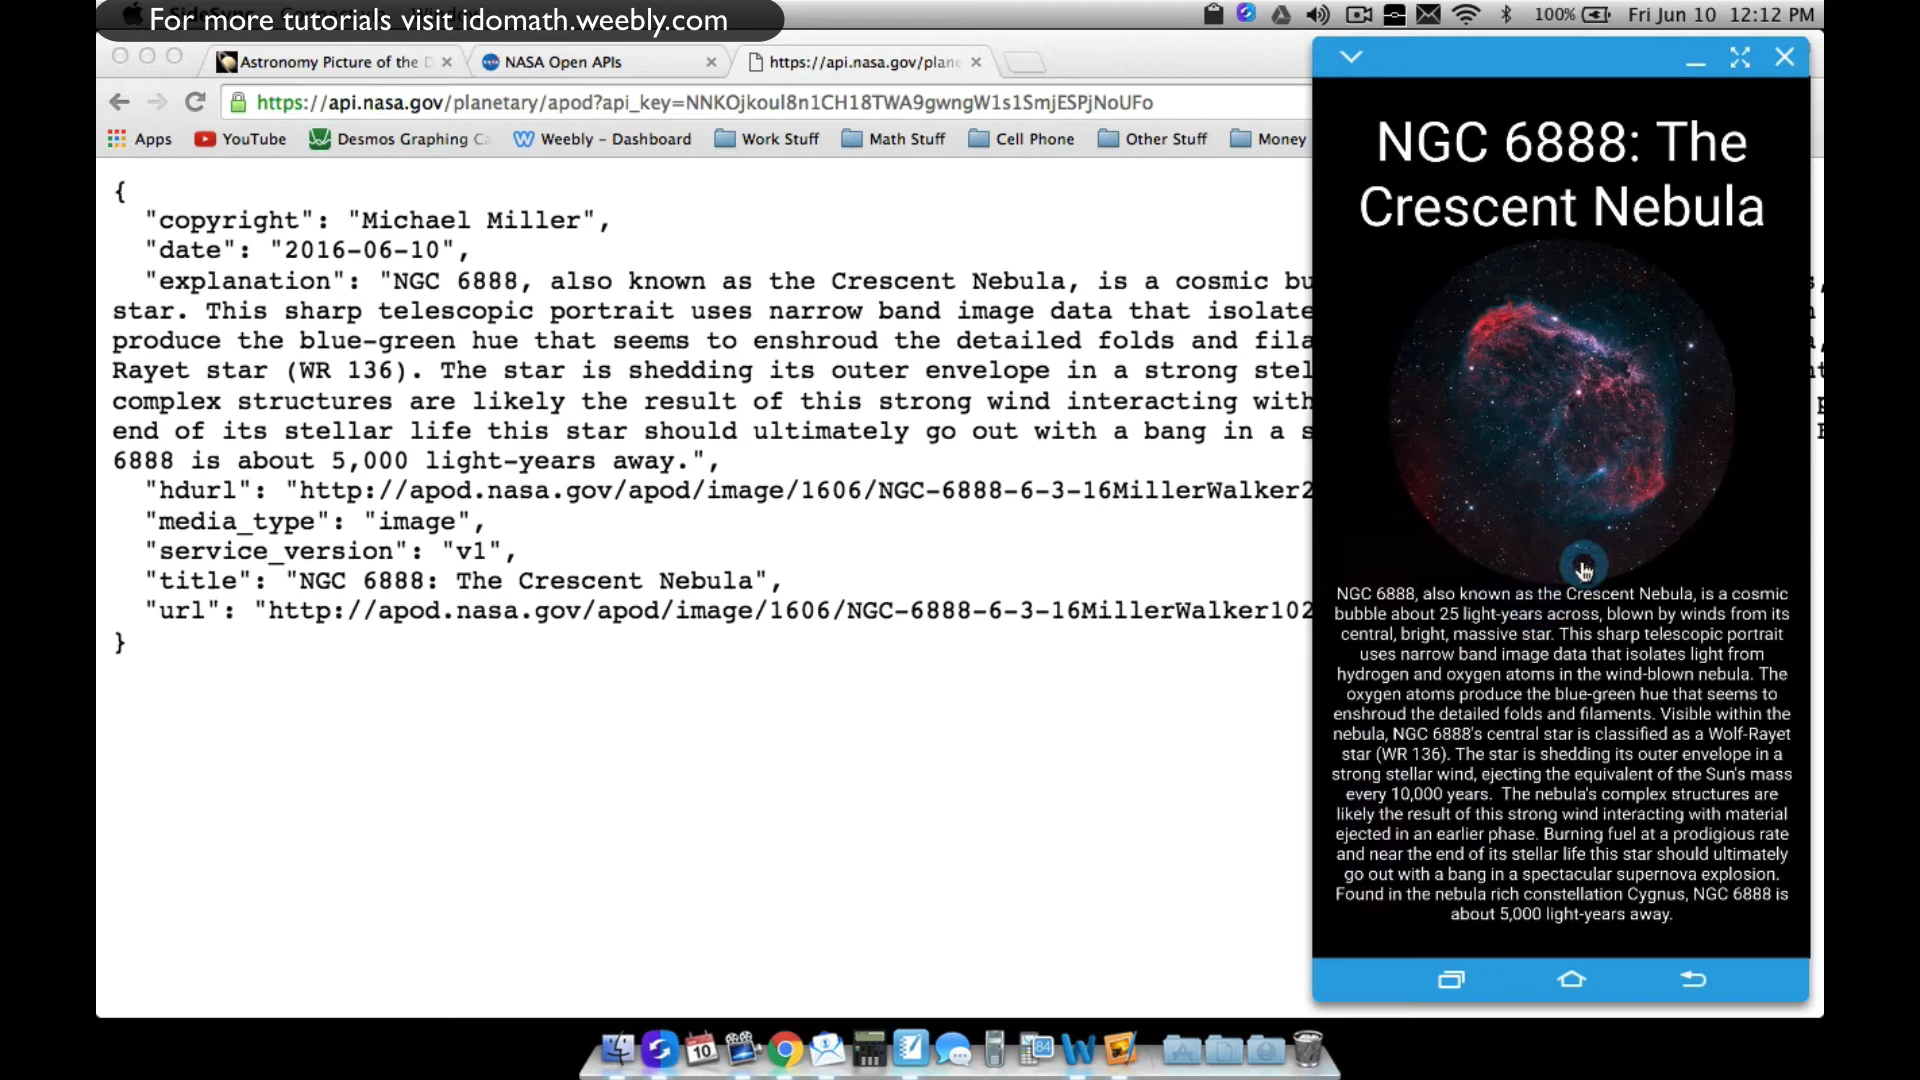 For more tutorials visit idomath.weebly.com
100%
Fri Jun 10 12:12 PM
Astronomy Picture of the
NASA Open APIs
https://api.nasa.gov/plane
https://api.nasa.gov/planetary/apod?api_key=NNKOjkoul8n1CH18TWA9gwngW1s1SmjESPjNoUFo
Apps YouTube Desmos Graphing Weebly - Dashboard Work Stuff Math Stuff Cell Phone Other Stuff Money
{
"copyright": "Michael Miller",
"date": "2016-06-10",
"explanation": "NGC 6888, also known as the Crescent Nebula, is a cosmic bu
star. This sharp telescopic portrait uses narrow band image data that isolate
produce the blue-green hue that seems to enshroud the detailed folds and fila
Rayet star (WR 136). The star is shedding its outer envelope in a strong stel
complex structures are likely the result of this strong wind interacting with
end of its stellar life this star should ultimately go out with a bang in a s
6888 is about 5,000 light-years away.",
"hdurl": "http://apod.nasa.gov/apod/image/1606/NGC-6888-6-3-16MillerWalker2
"media_type": "image",
"service_version": "v1",
"title": "NGC 6888: The Crescent Nebula",
"url": "http://apod.nasa.gov/apod/image/1606/NGC-6888-6-3-16MillerWalker102
}
NGC 6888: The
Crescent Nebula
NGC 6888, also known as the Crescent Nebula, is a cosmic
bubble about 25 light-years across, blown by winds from its
central, bright, massive star. This sharp telescopic portrait
uses narrow band image data that isolates light from
hydrogen and oxygen atoms in the wind-blown nebula. The
oxygen atoms produce the blue-green hue that seems to
enshroud the detailed folds and filaments. Visible within the
nebula, NGC 6888's central star is classified as a Wolf-Rayet
star (WR 136). The star is shedding its outer envelope in a
strong stellar wind, ejecting the equivalent of the Sun's mass
every 10,000 years. The nebula's complex structures are
likely the result of this strong wind interacting with material
ejected in an earlier phase. Burning fuel at a prodigious rate
and near the end of its stellar life this star should ultimately
go out with a bang in a spectacular supernova explosion.
Found in the nebula rich constellation Cygnus, NGC 6888 is
about 5,000 light-years away.
10
84